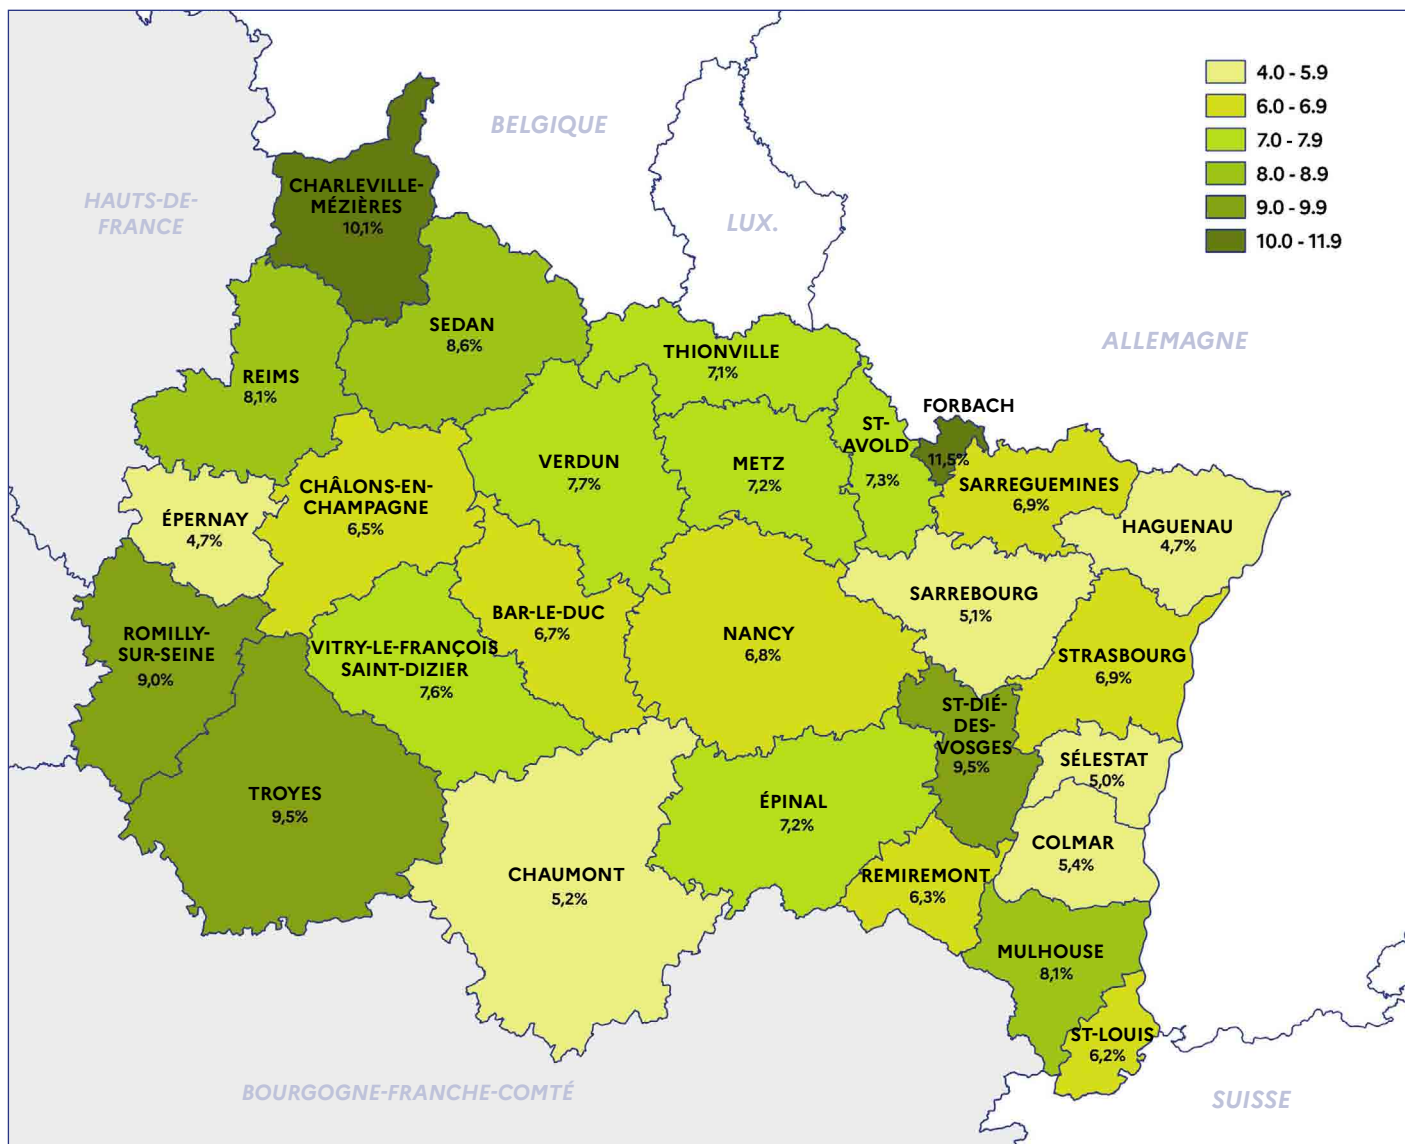 4.0 - 5.9
6.0 - 6.9
7.0 - 7.9
8.0 - 8.9
9.0 - 9.9
10.0 - 11.9
BELGIQUE
HAUTS-DE-
FRANCE
LUX.
ALLEMAGNE
CHARLEVILLE-
MÉZIÈRES
10,1%
SEDAN
8,6%
REIMS
8,1%
THIONVILLE
7,1%
FORBACH
11,5%
ST-
AVOLD
7,3%
VERDUN
7,7%
METZ
7,2%
SARREGUEMINES
6,9%
CHÂLONS-EN-
CHAMPAGNE
6,5%
ÉPERNAY
4,7%
HAGUENAU
4,7%
SARREBOURG
5,1%
BAR-LE-DUC
6,7%
NANCY
6,8%
ROMILLY-
SUR-SEINE
9,0%
VITRY-LE-FRANÇOIS
SAINT-DIZIER
7,6%
STRASBOURG
6,9%
ST-DIÉ-
DES-
VOSGES
9,5%
SÉLESTAT
5,0%
TROYES
9,5%
ÉPINAL
7,2%
COLMAR
5,4%
CHAUMONT
5,2%
REMIREMONT
6,3%
MULHOUSE
8,1%
ST-LOUIS
6,2%
BOURGOGNE-FRANCHE-COMTÉ
SUISSE